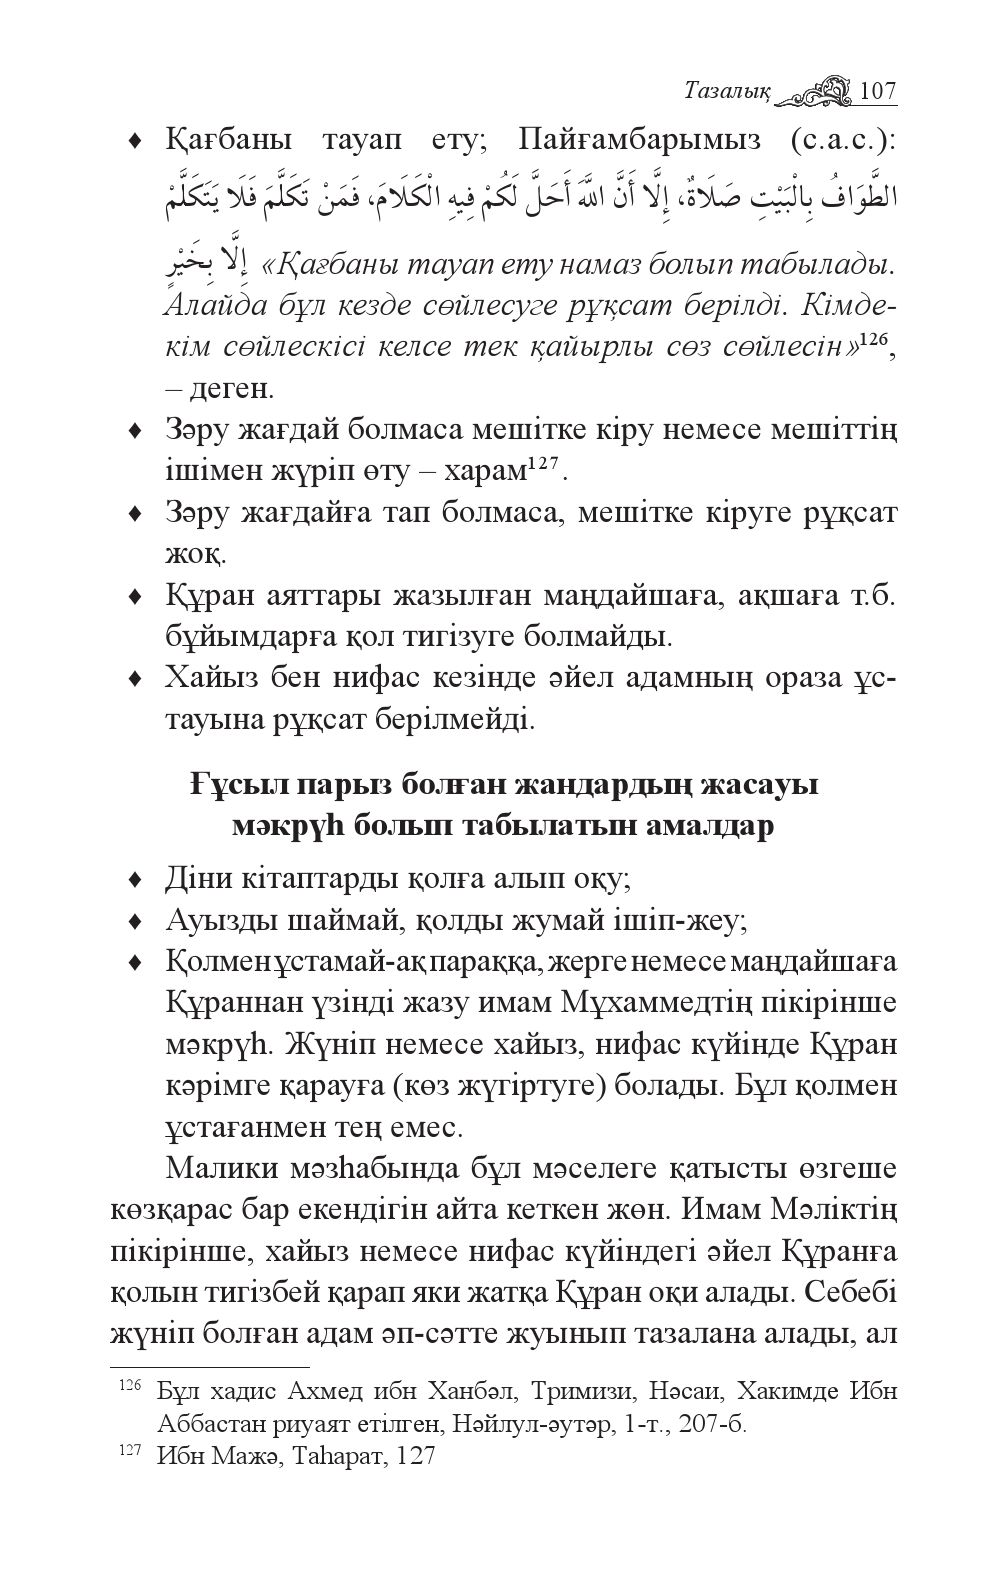 Тазалық 107
♦ Қағбаны тауап ету; Пайғамбарымыз (с.а.с.):
الطَّوَافُ بِالْبَيْتِ صَلَاةٌ، إِلَّا أَنَّ اللَّهَ أَحَلَّ لَكُمْ فِيهِ الْكَلَامَ، فَمَنْ تَكَلَّمَ فَلَا يَتَكَلَّمْ
إِلَّا بِخَيْرٍ «Қағбаны тауап ету намаз болып табылады.
Алайда бұл кезде сөйлесуге рұқсат берілді. Кімде-
кім сөйлескісі келсе тек қайырлы сөз сөйлесін»¹²⁶,
– деген.
♦ Зәру жағдай болмаса мешітке кіру немесе мешіттің
ішімен жүріп өту – харам¹²⁷.
♦ Зәру жағдайға тап болмаса, мешітке кіруге рұқсат
жоқ.
♦ Құран аяттары жазылған маңдайшаға, ақшаға т.б.
бұйымдарға қол тигізуге болмайды.
♦ Хайыз бен нифас кезінде әйел адамның ораза ұс-
тауына рұқсат берілмейді.
Ғұсыл парыз болған жандардың жасауы
мәкрүһ болып табылатын амалдар
♦ Діни кітаптарды қолға алып оқу;
♦ Ауызды шаймай, қолды жумай ішіп-жеу;
♦ Қолмен ұстамай-ақ параққа, жерге немесе маңдайшаға
Құраннан үзінді жазу имам Мұхаммедтің пікірінше
мәкрүһ. Жүніп немесе хайыз, нифас күйінде Құран
кәрімге қарауға (көз жүгіртуге) болады. Бұл қолмен
ұстағанмен тең емес.
Малики мәзһабында бұл мәселеге қатысты өзгеше
көзқарас бар екендігін айта кеткен жөн. Имам Мәліктің
пікірінше, хайыз немесе нифас күйіндегі әйел Құранға
қолын тигізбей қарап яки жатқа Құран оқи алады. Себебі
жүніп болған адам әп-сәтте жуынып тазалана алады, ал
¹²⁶ Бұл хадис Ахмед ибн Ханбәл, Тримизи, Нәсаи, Хакимде Ибн
Аббастан риуаят етілген, Нәйлул-әутәр, 1-т., 207-б.
¹²⁷ Ибн Мажә, Таһарат, 127